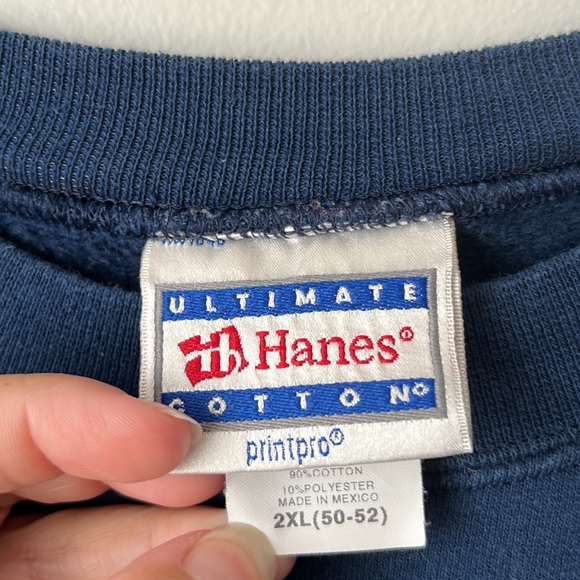 ULTIMATE
Hanes®
COTTON®
printpro®
90%COTTON
10%POLYESTER
MADE IN MEXICO
2XL(50-52)